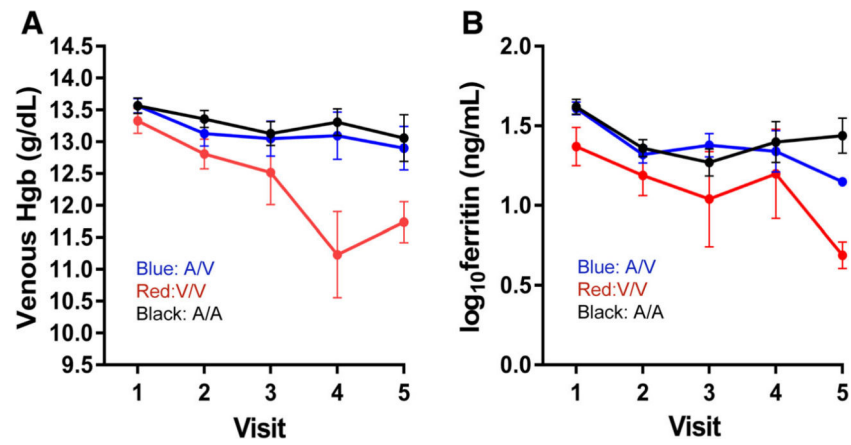 A
Venous Hgb (g/dL)
14.5
14.0
13.5
13.0
12.5
12.0
11.5
11.0
10.5
10.0
9.5
Blue: A/V
Red:V/V
Black: A/A
1 2 3 4 5
Visit
B
log10ferritin (ng/mL)
2.0
1.5
1.0
0.5
0.0
Blue: A/V
Red:V/V
Black: A/A
1 2 3 4 5
Visit